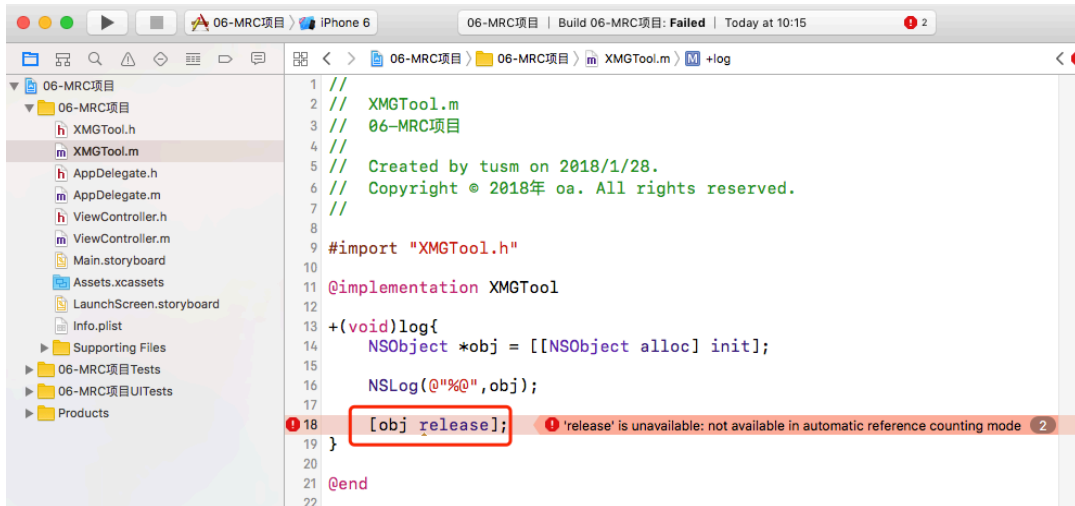 06-MRC项目 〉 iPhone 6
06-MRC项目 | Build 06-MRC项目: Failed | Today at 10:15
2
06-MRC项目 〉 06-MRC项目 〉 m XMGTool.m 〉 M +log
06-MRC项目
06-MRC项目
h XMGTool.h
m XMGTool.m
h AppDelegate.h
m AppDelegate.m
h ViewController.h
m ViewController.m
Main.storyboard
Assets.xcassets
LaunchScreen.storyboard
Info.plist
Supporting Files
06-MRC项目Tests
06-MRC项目UITests
Products
1 //
2 //  XMGTool.m
3 //  06-MRC项目
4 //
5 //  Created by tusm on 2018/1/28.
6 //  Copyright © 2018年 oa. All rights reserved.
7 //
8
9 #import "XMGTool.h"
10
11 @implementation XMGTool
12
13 +(void)log{
14     NSObject *obj = [[NSObject alloc] init];
15
16     NSLog(@"%@",obj);
17
18     [obj release]; 'release' is unavailable: not available in automatic reference counting mode 2
19 }
20
21 @end
22